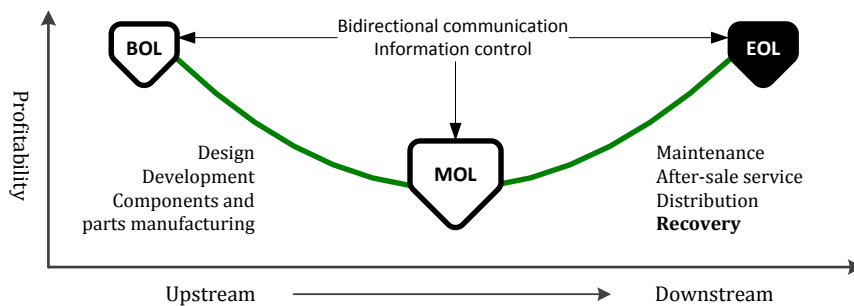 Bidirectional communication
Information control
BOL
EOL
MOL
Profitability
Design
Development
Components and
parts manufacturing
Maintenance
After-sale service
Distribution
Recovery
Upstream
Downstream